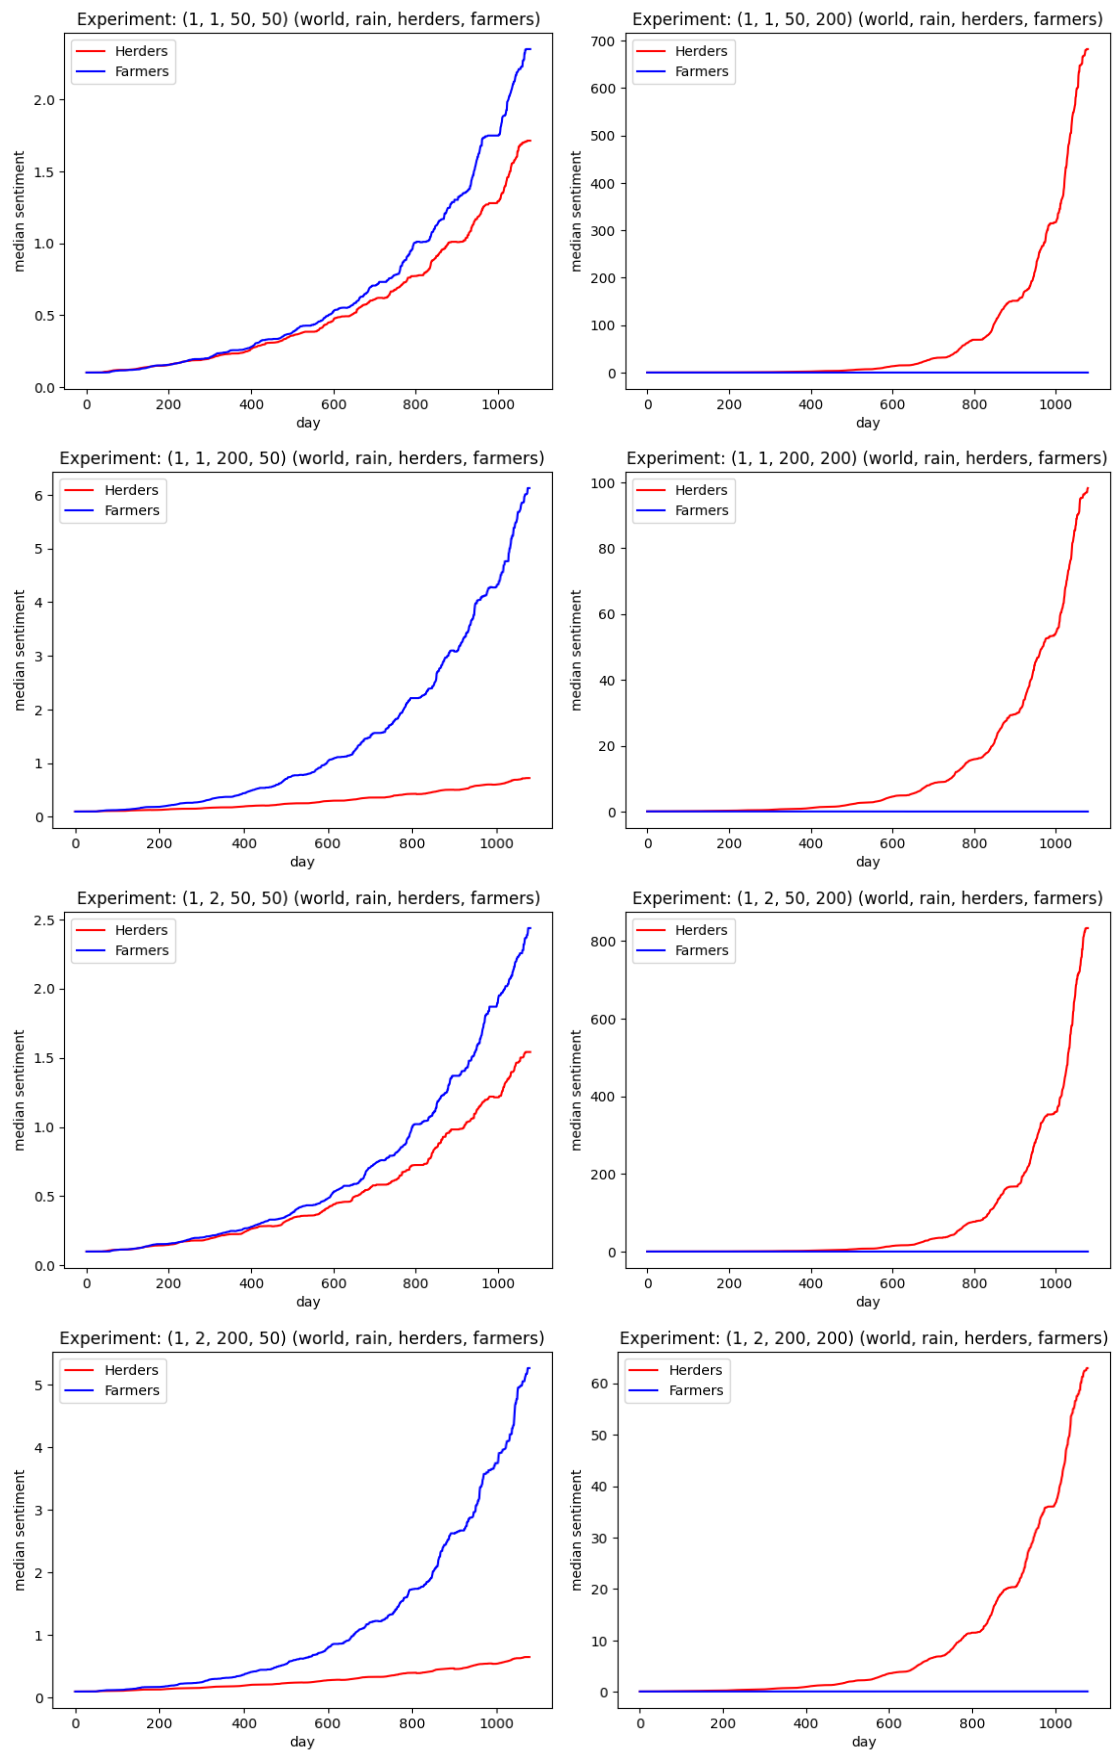 Experiment: (1, 1, 50, 50) (world, rain, herders, farmers)
Herders
Farmers
median sentiment
2.0
1.5
1.0
0.5
0.0
0 200 400 600 800 1000
day
Experiment: (1, 1, 50, 200) (world, rain, herders, farmers)
Herders
Farmers
median sentiment
700
600
500
400
300
200
100
0
0 200 400 600 800 1000
day
Experiment: (1, 1, 200, 50) (world, rain, herders, farmers)
Herders
Farmers
median sentiment
6
5
4
3
2
1
0
0 200 400 600 800 1000
day
Experiment: (1, 1, 200, 200) (world, rain, herders, farmers)
Herders
Farmers
median sentiment
100
80
60
40
20
0
0 200 400 600 800 1000
day
Experiment: (1, 2, 50, 50) (world, rain, herders, farmers)
Herders
Farmers
median sentiment
2.5
2.0
1.5
1.0
0.5
0.0
0 200 400 600 800 1000
day
Experiment: (1, 2, 50, 200) (world, rain, herders, farmers)
Herders
Farmers
median sentiment
800
600
400
200
0
0 200 400 600 800 1000
day
Experiment: (1, 2, 200, 50) (world, rain, herders, farmers)
Herders
Farmers
median sentiment
5
4
3
2
1
0
0 200 400 600 800 1000
day
Experiment: (1, 2, 200, 200) (world, rain, herders, farmers)
Herders
Farmers
median sentiment
60
50
40
30
20
10
0
0 200 400 600 800 1000
day